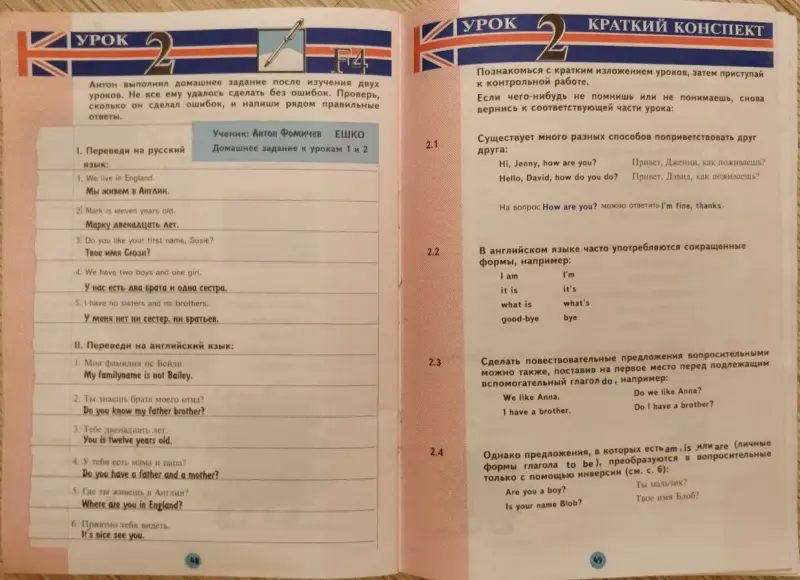 УРОК 2
F4
Антон выполнил домашнее задание после изучения двух
уроков. Не все ему удалось сделать без ошибок. Проверь,
сколько он сделал ошибок, и напиши рядом правильные
ответы.
Ученик: Антон Фомичев ЕШКО
Домашнее задание к урокам 1 и 2
I. Переведи на русский
язык:
1. We live in England.
Мы живем в Англии.
2. Mark is eleven years old.
Марку двенадцать лет.
3. Do you like your first name, Susie?
Твое имя Сюзи?
4. We have two boys and one girl.
У нас есть два брата и одна сестра.
5. I have no sisters and no brothers.
У меня нет ни сестер, ни братьев.
II. Переведи на английский язык:
1. Моя фамилия не Бейли.
My familyname is not Bailey.
2. Ты знаешь брата моего отца?
Do you know my father brother?
3. Тебе двенадцать лет.
You is twelve years old.
4. У тебя есть мама и папа?
Do you have a father and a mother?
5. Где ты живешь в Англии?
Where are you in England?
6. Приятно тебя видеть.
It's nice see you.
48
УРОК 2 КРАТКИЙ КОНСПЕКТ
Познакомься с кратким изложением уроков, затем приступай
к контрольной работе.
Если чего-нибудь не помнишь или не понимаешь, снова
вернись к соответствующей части урока:
2.1 Существует много разных способов поприветствовать друг
друга:
Hi, Jenny, how are you? Привет, Дженни, как поживаешь?
Hello, David, how do you do? Привет, Дэвид, как поживаешь?
На вопрос How are you? можно ответить I'm fine, thanks.
2.2 В английском языке часто употребляются сокращенные
формы, например:
I am I'm
it is it's
what is what's
good-bye bye
2.3 Сделать повествовательные предложения вопросительными
можно также, поставив на первое место перед подлежащим
вспомогательный глагол do, например:
We like Anna. Do we like Anna?
I have a brother. Do I have a brother?
2.4 Однако предложения, в которых есть am, is или are (личные
формы глагола to be), преобразуются в вопросительные
только с помощью инверсии (см. с. 6):
Are you a boy? Ты мальчик?
Is your name Blob? Твое имя Блоб?
49